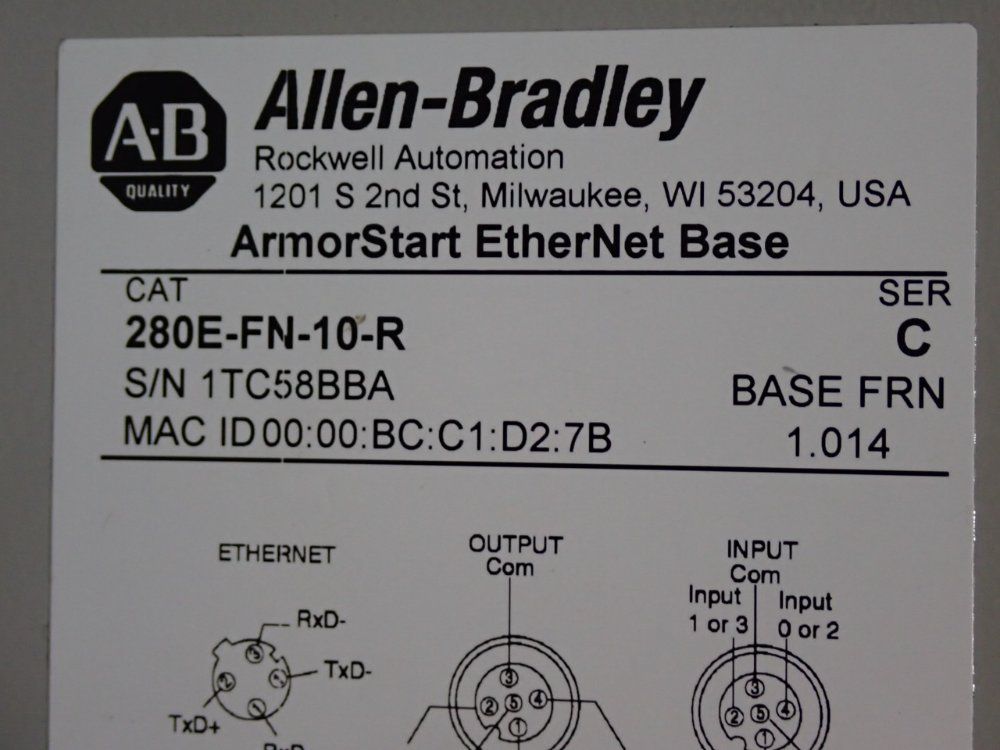 A-B
QUALITY
Allen-Bradley
Rockwell Automation
1201 S 2nd St, Milwaukee, WI 53204, USA
ArmorStart EtherNet Base
CAT
280E-FN-10-R
S/N 1TC58BBA
MAC ID 00:00:BC:C1:D2:7B
SER
C
BASE FRN
1.014
ETHERNET
RxD-
TxD-
TxD+
OUTPUT
Com
3
2 5 4
1
INPUT
Com
Input
1 or 3
Input
0 or 2
3
2 5 4
1